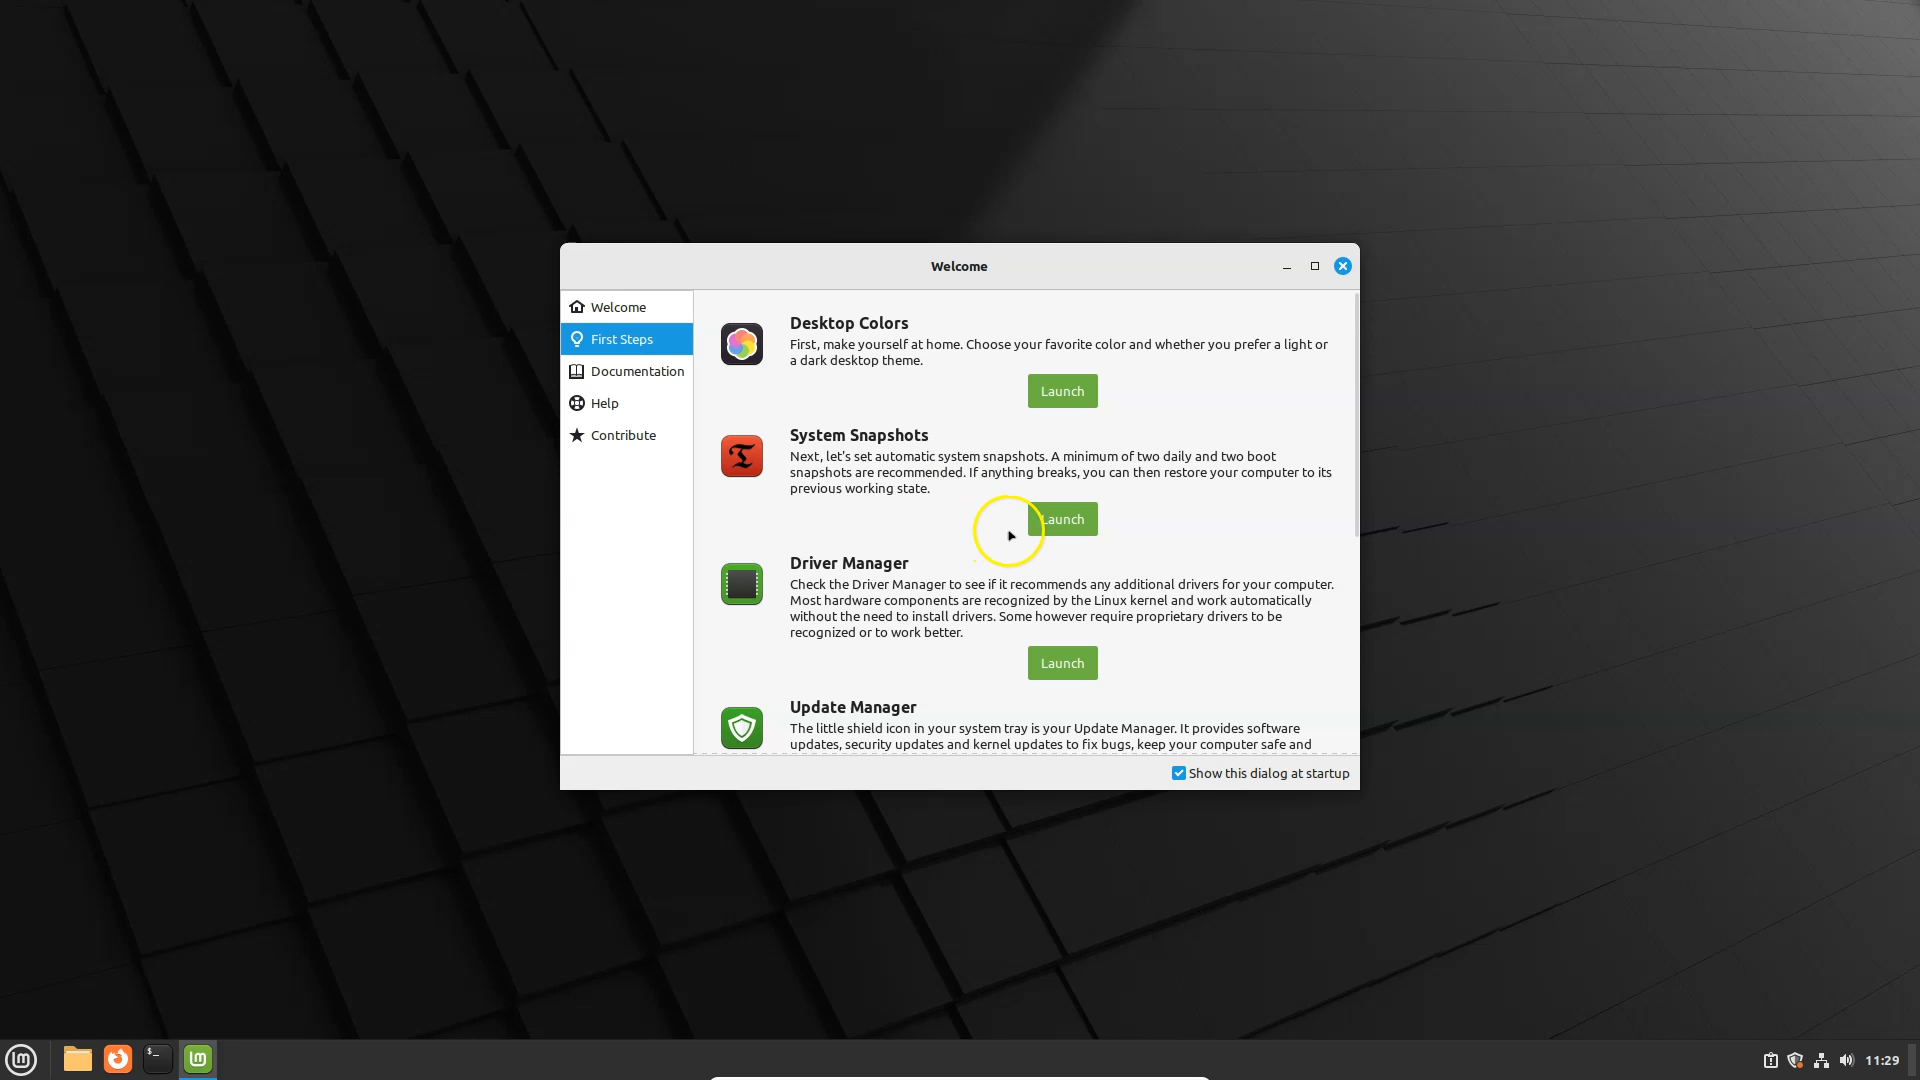 Welcome
Welcome
First Steps
Documentation
Help
Contribute
Desktop Colors
First, make yourself at home. Choose your favorite color and whether you prefer a light or
a dark desktop theme.
Launch
System Snapshots
Next, let's set automatic system snapshots. A minimum of two daily and two boot
snapshots are recommended. If anything breaks, you can then restore your computer to its
previous working state.
Launch
Driver Manager
Check the Driver Manager to see if it recommends any additional drivers for your computer.
Most hardware components are recognized by the Linux kernel and work automatically
without the need to install drivers. Some however require proprietary drivers to be
recognized or to work better.
Launch
Update Manager
The little shield icon in your system tray is your Update Manager. It provides software
updates, security updates and kernel updates to fix bugs, keep your computer safe and
Show this dialog at startup
$_
11:29